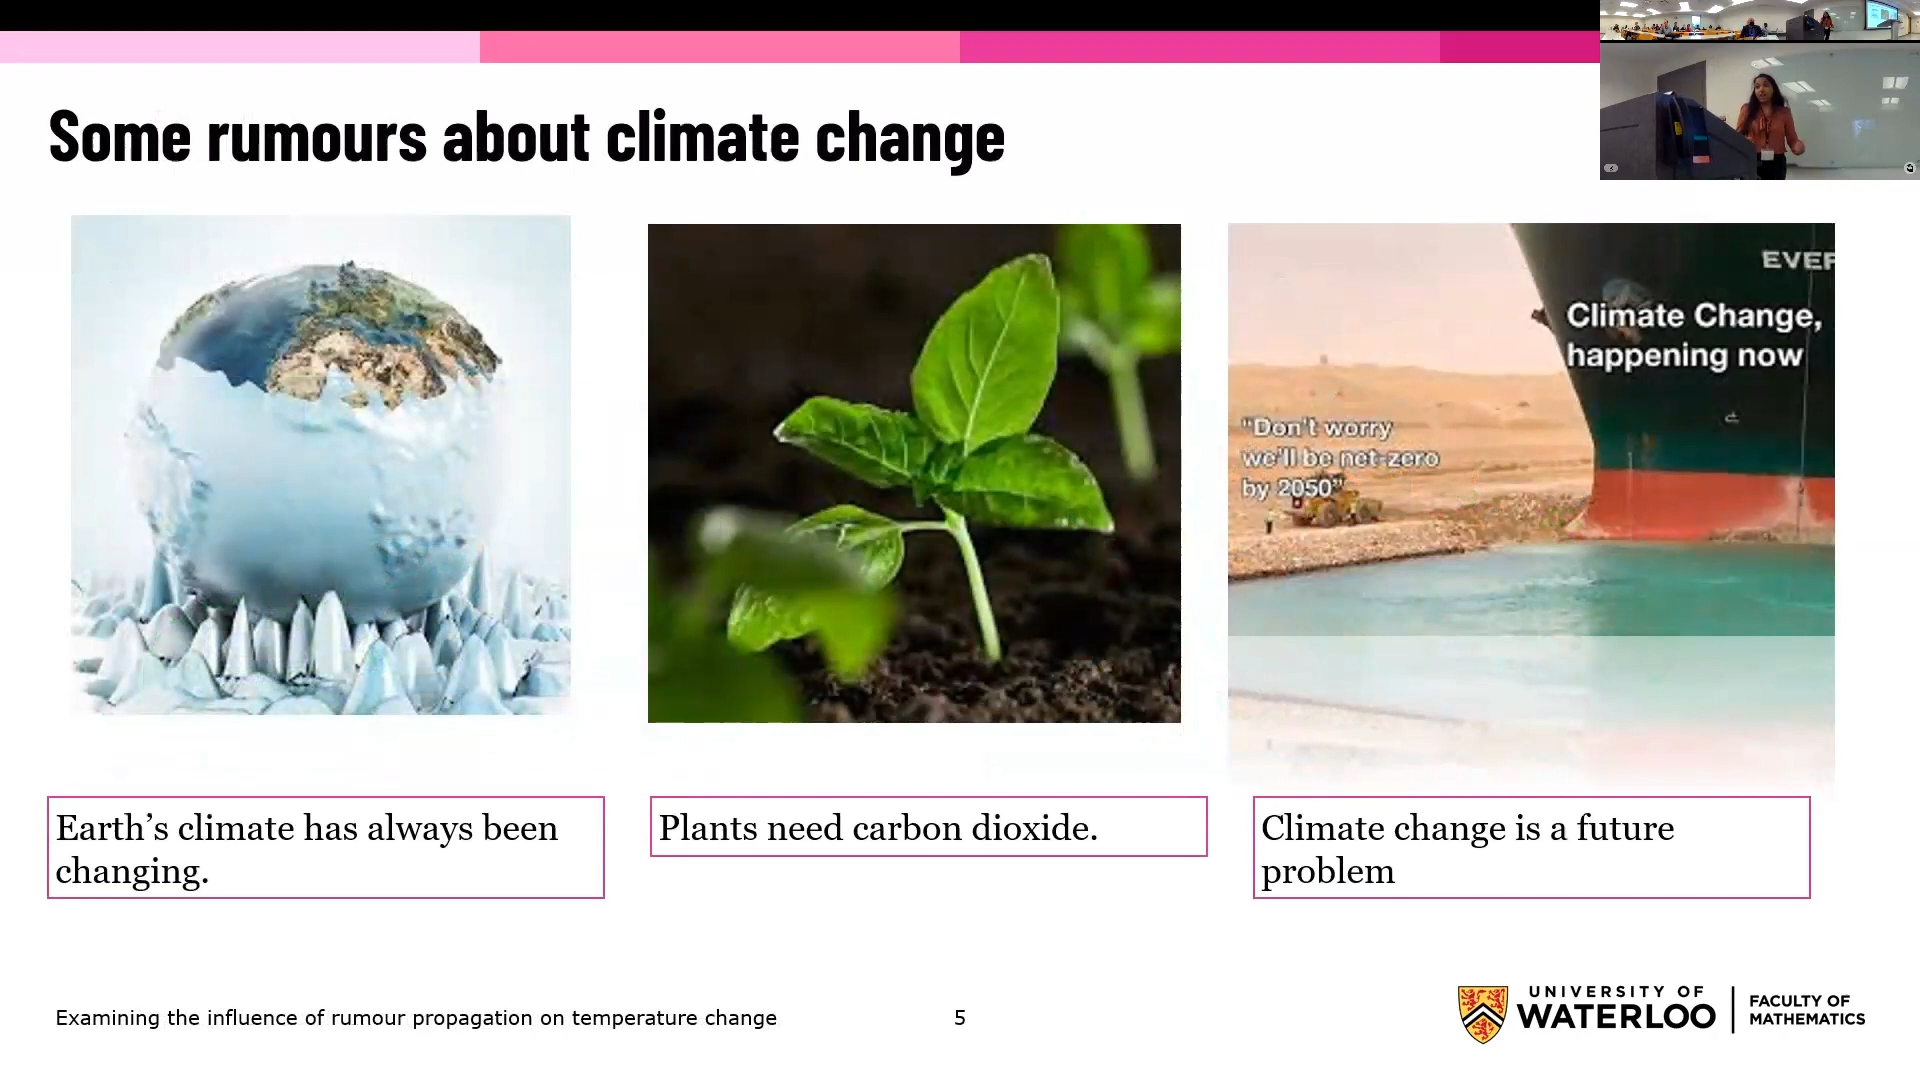 Some rumours about climate change
EVER
Climate Change,
happening now
"Don't worry
we'll be net-zero
by 2050"
Earth's climate has always been
changing.
Plants need carbon dioxide.
Climate change is a future
problem
Examining the influence of rumour propagation on temperature change
5
UNIVERSITY OF
WATERLOO
FACULTY OF
MATHEMATICS